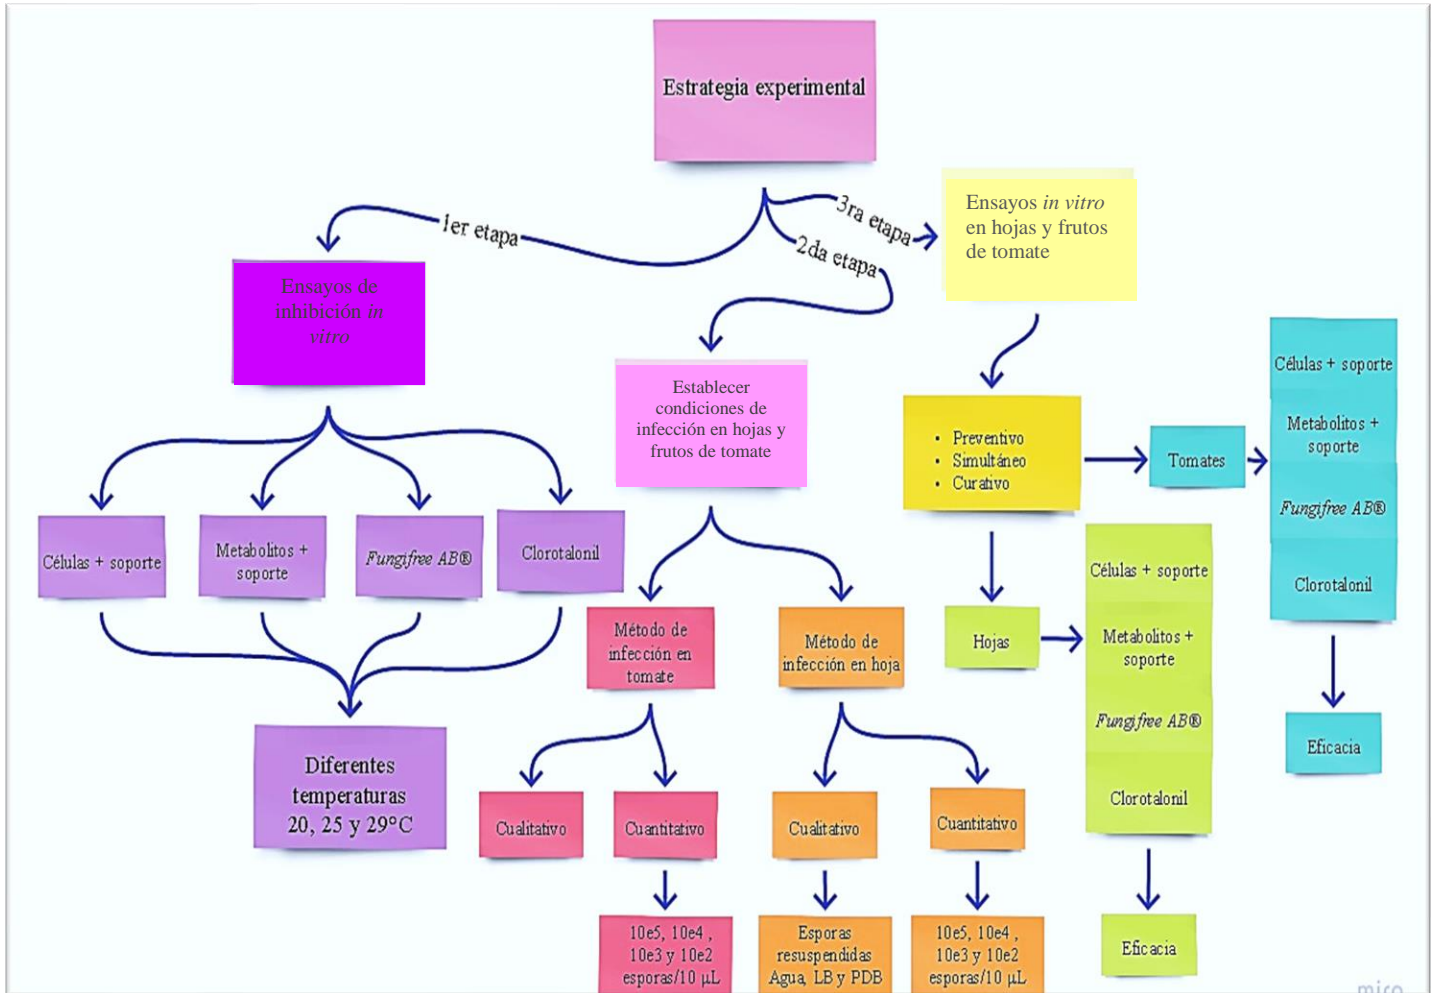 Estrategia experimental
1er etapa
2da etapa
3ra etapa
Ensayos de
inhibición in
vitro
Células + soporte
Metabolitos +
soporte
Fungifree AB®
Clorotalonil
Diferentes
temperaturas
20, 25 y 29°C
Establecer
condiciones de
infección en hojas y
frutos de tomate
Método de
infección en
tomate
Cualitativo
Cuantitativo
10e5, 10e4 ,
10e3 y 10e2
esporas/10 µL
Método de
infección en hoja
Cualitativo
Esporas
resuspendidas
Agua, LB y PDB
Cuantitativo
10e5, 10e4 ,
10e3 y 10e2
esporas/10 µL
Ensayos in vitro
en hojas y frutos
de tomate
• Preventivo
• Simultáneo
• Curativo
Hojas
Células + soporte
Metabolitos +
soporte
Fungifree AB®
Clorotalonil
Eficacia
Tomates
Células + soporte
Metabolitos +
soporte
Fungifree AB®
Clorotalonil
Eficacia
miro